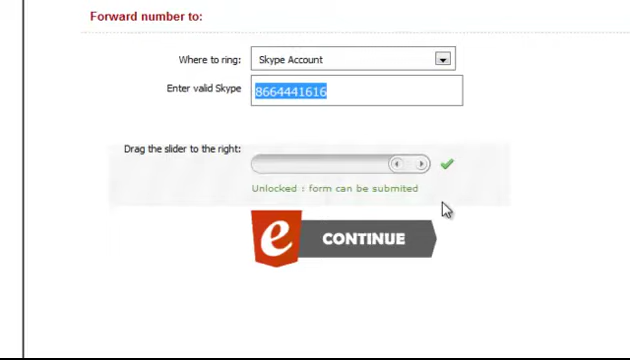 Forward number to:
Where to ring: Skype Account
Enter valid Skype 8664441616
Drag the slider to the right:
Unlocked : form can be submited
e CONTINUE